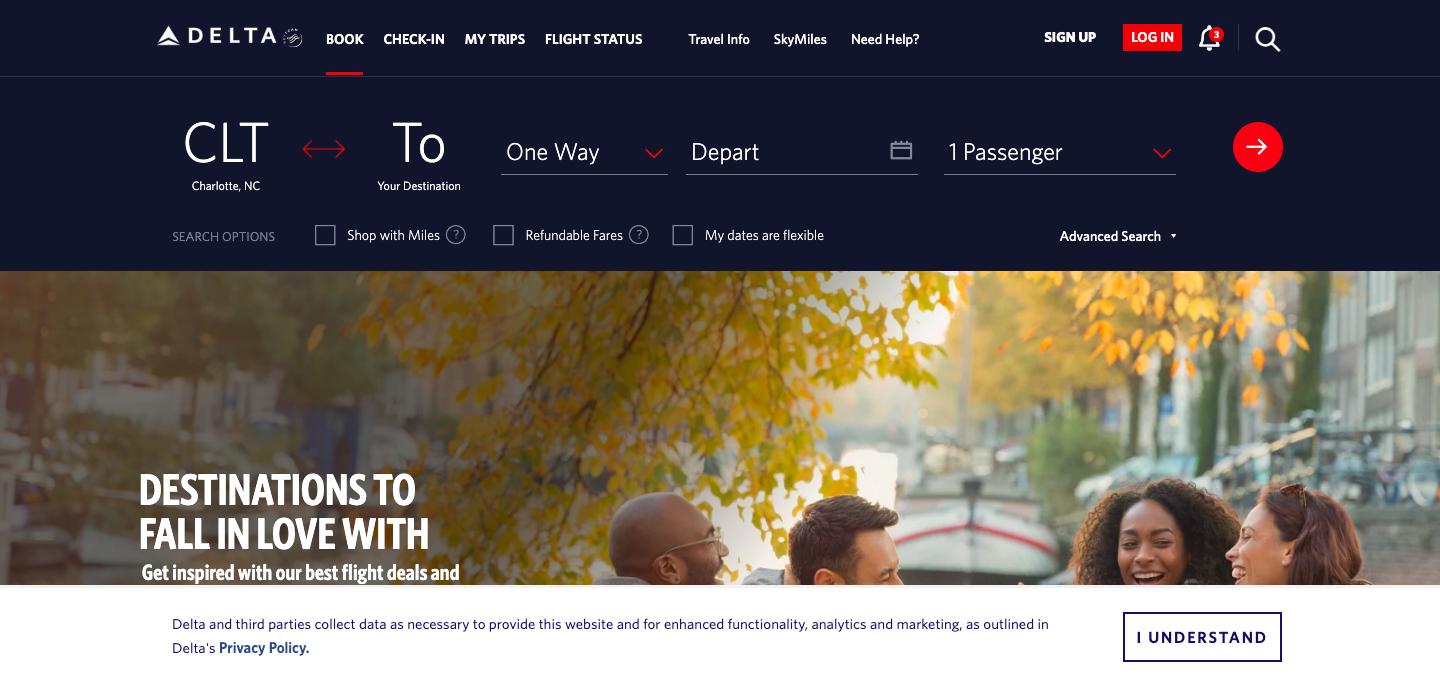 DELTA
BOOK CHECK-IN MY TRIPS FLIGHT STATUS Travel Info SkyMiles Need Help? SIGN UP LOG IN 3
CLT To One Way Depart 1 Passenger
Charlotte, NC Your Destination
SEARCH OPTIONS Shop with Miles ? Refundable Fares ? My dates are flexible Advanced Search
DESTINATIONS TO
FALL IN LOVE WITH
Get inspired with our best flight deals and
Delta and third parties collect data as necessary to provide this website and for enhanced functionality, analytics and marketing, as outlined in
Delta's Privacy Policy.
I UNDERSTAND